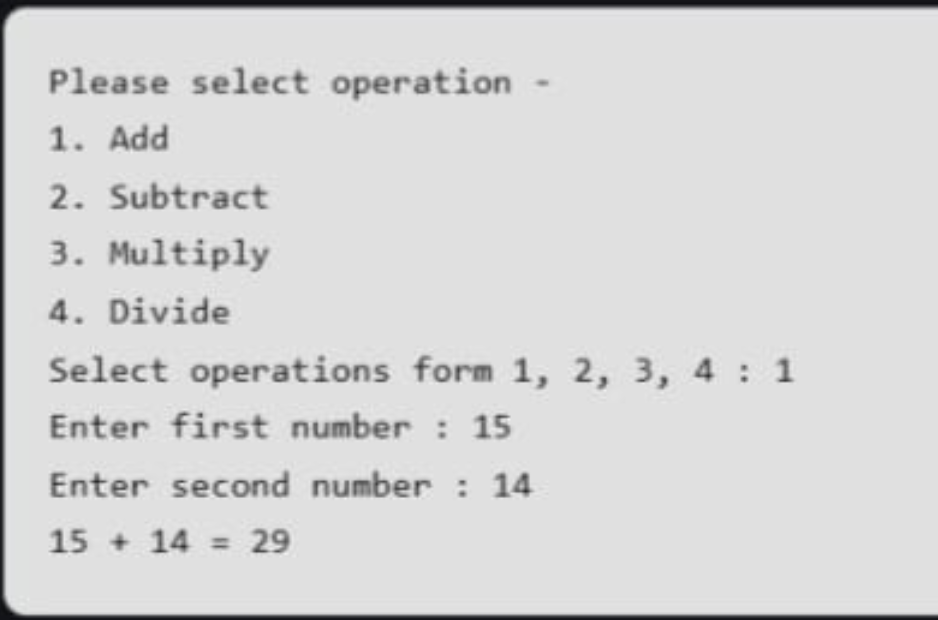 Please select operation -
1. Add
2. Subtract
3. Multiply
4. Divide
Select operations form 1, 2, 3, 4 : 1
Enter first number : 15
Enter second number : 14
15 + 14 = 29